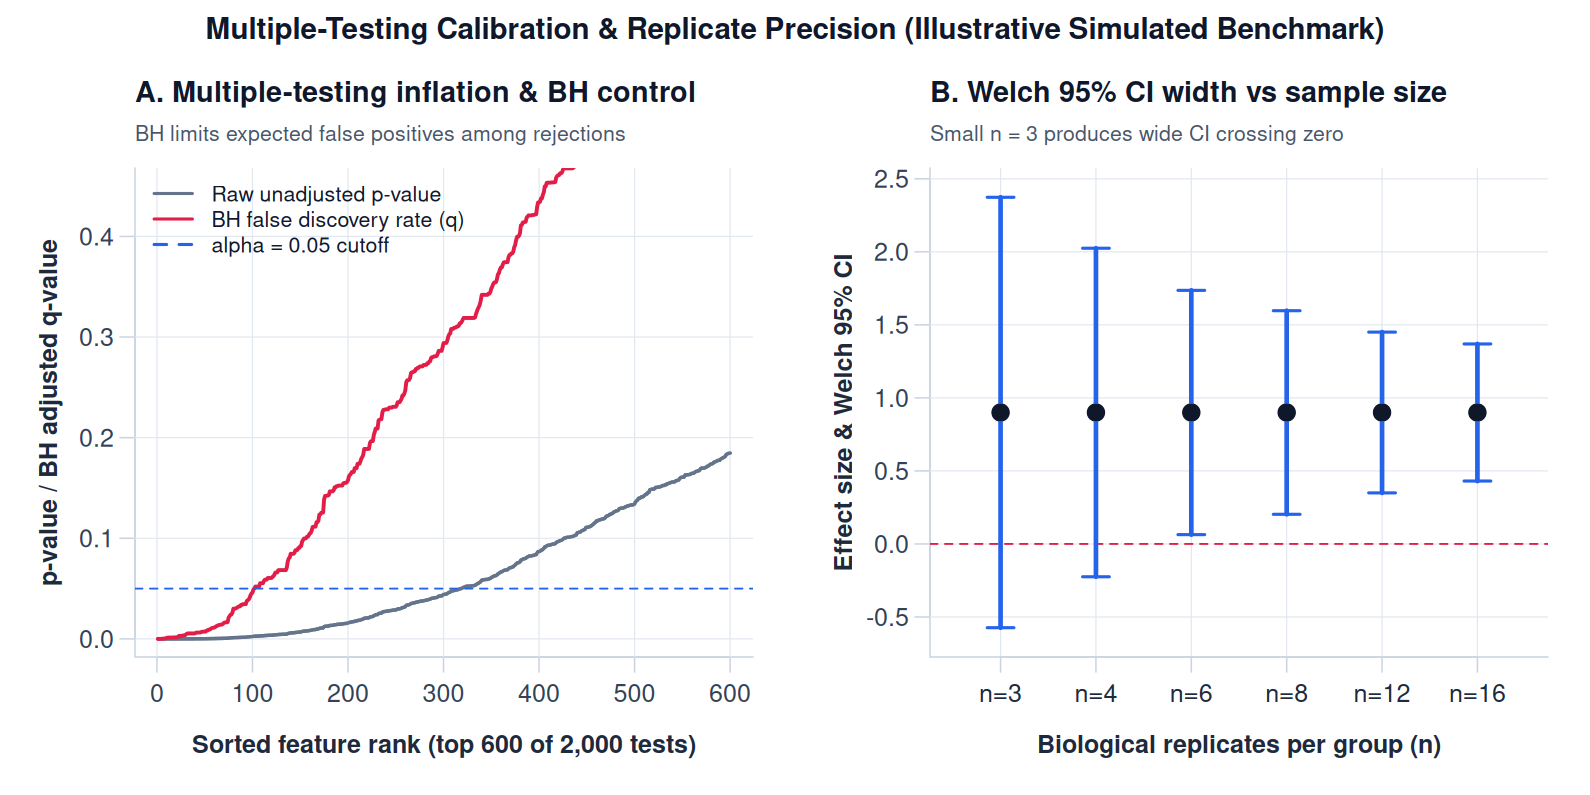 Multiple-Testing Calibration & Replicate Precision (Illustrative Simulated Benchmark)
A. Multiple-testing inflation & BH control
BH limits expected false positives among rejections
Raw unadjusted p-value
BH false discovery rate (q)
alpha = 0.05 cutoff
p-value / BH adjusted q-value
0.4
0.3
0.2
0.1
0.0
0 100 200 300 400 500 600
Sorted feature rank (top 600 of 2,000 tests)
B. Welch 95% CI width vs sample size
Small n = 3 produces wide CI crossing zero
Effect size & Welch 95% CI
2.5
2.0
1.5
1.0
0.5
0.0
-0.5
n=3 n=4 n=6 n=8 n=12 n=16
Biological replicates per group (n)